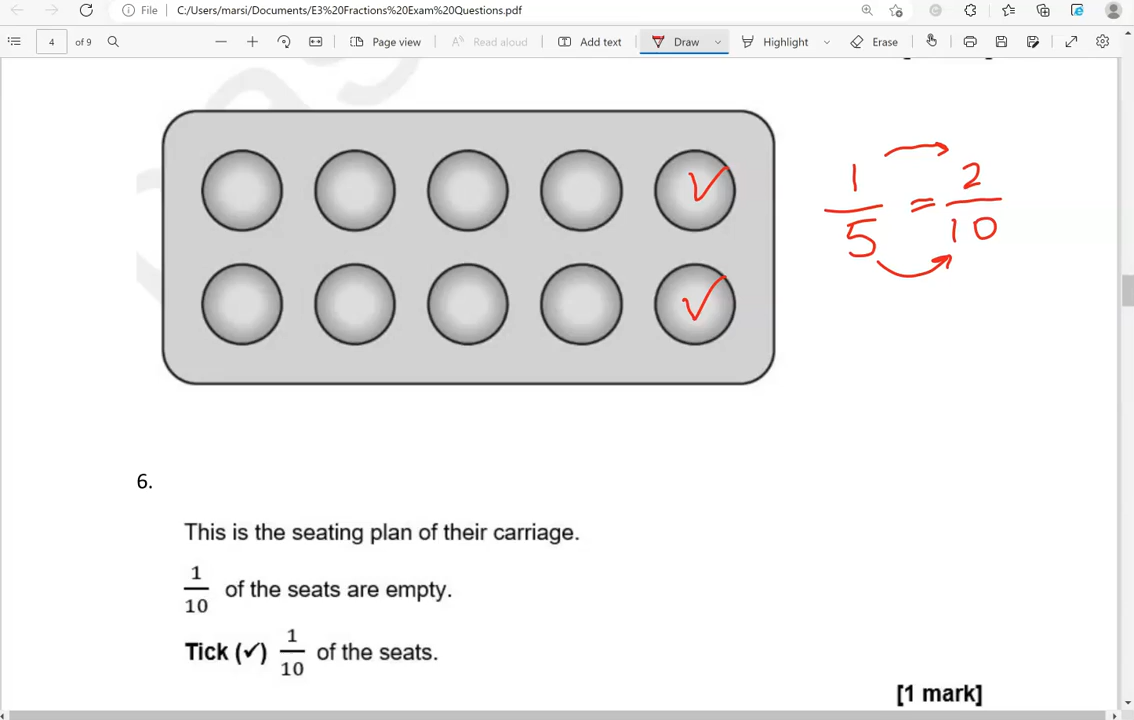 File C:/Users/marsi/Documents/E3%20Fractions%20Exam%20Questions.pdf
4 of 9 Page view Read aloud Add text Draw Highlight Erase
1/5 = 2/10
6.
This is the seating plan of their carriage.
1/10 of the seats are empty.
Tick (✓) 1/10 of the seats.
[1 mark]